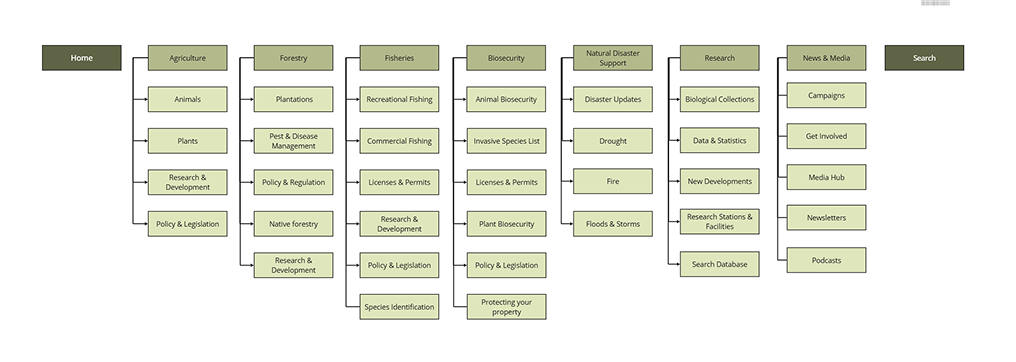 Home
Agriculture
Animals
Plants
Research &
Development
Policy & Legislation
Forestry
Plantations
Pest & Disease
Management
Policy & Regulation
Native forestry
Research &
Development
Fisheries
Recreational Fishing
Commercial Fishing
Licenses & Permits
Research &
Development
Policy & Legislation
Species Identification
Biosecurity
Animal Biosecurity
Invasive Species List
Licenses & Permits
Plant Biosecurity
Policy & Legislation
Protecting your
property
Natural Disaster
Support
Disaster Updates
Drought
Fire
Floods & Storms
Research
Biological Collections
Data & Statistics
New Developments
Research Stations &
Facilities
Search Database
News & Media
Campaigns
Get Involved
Media Hub
Newsletters
Podcasts
Search